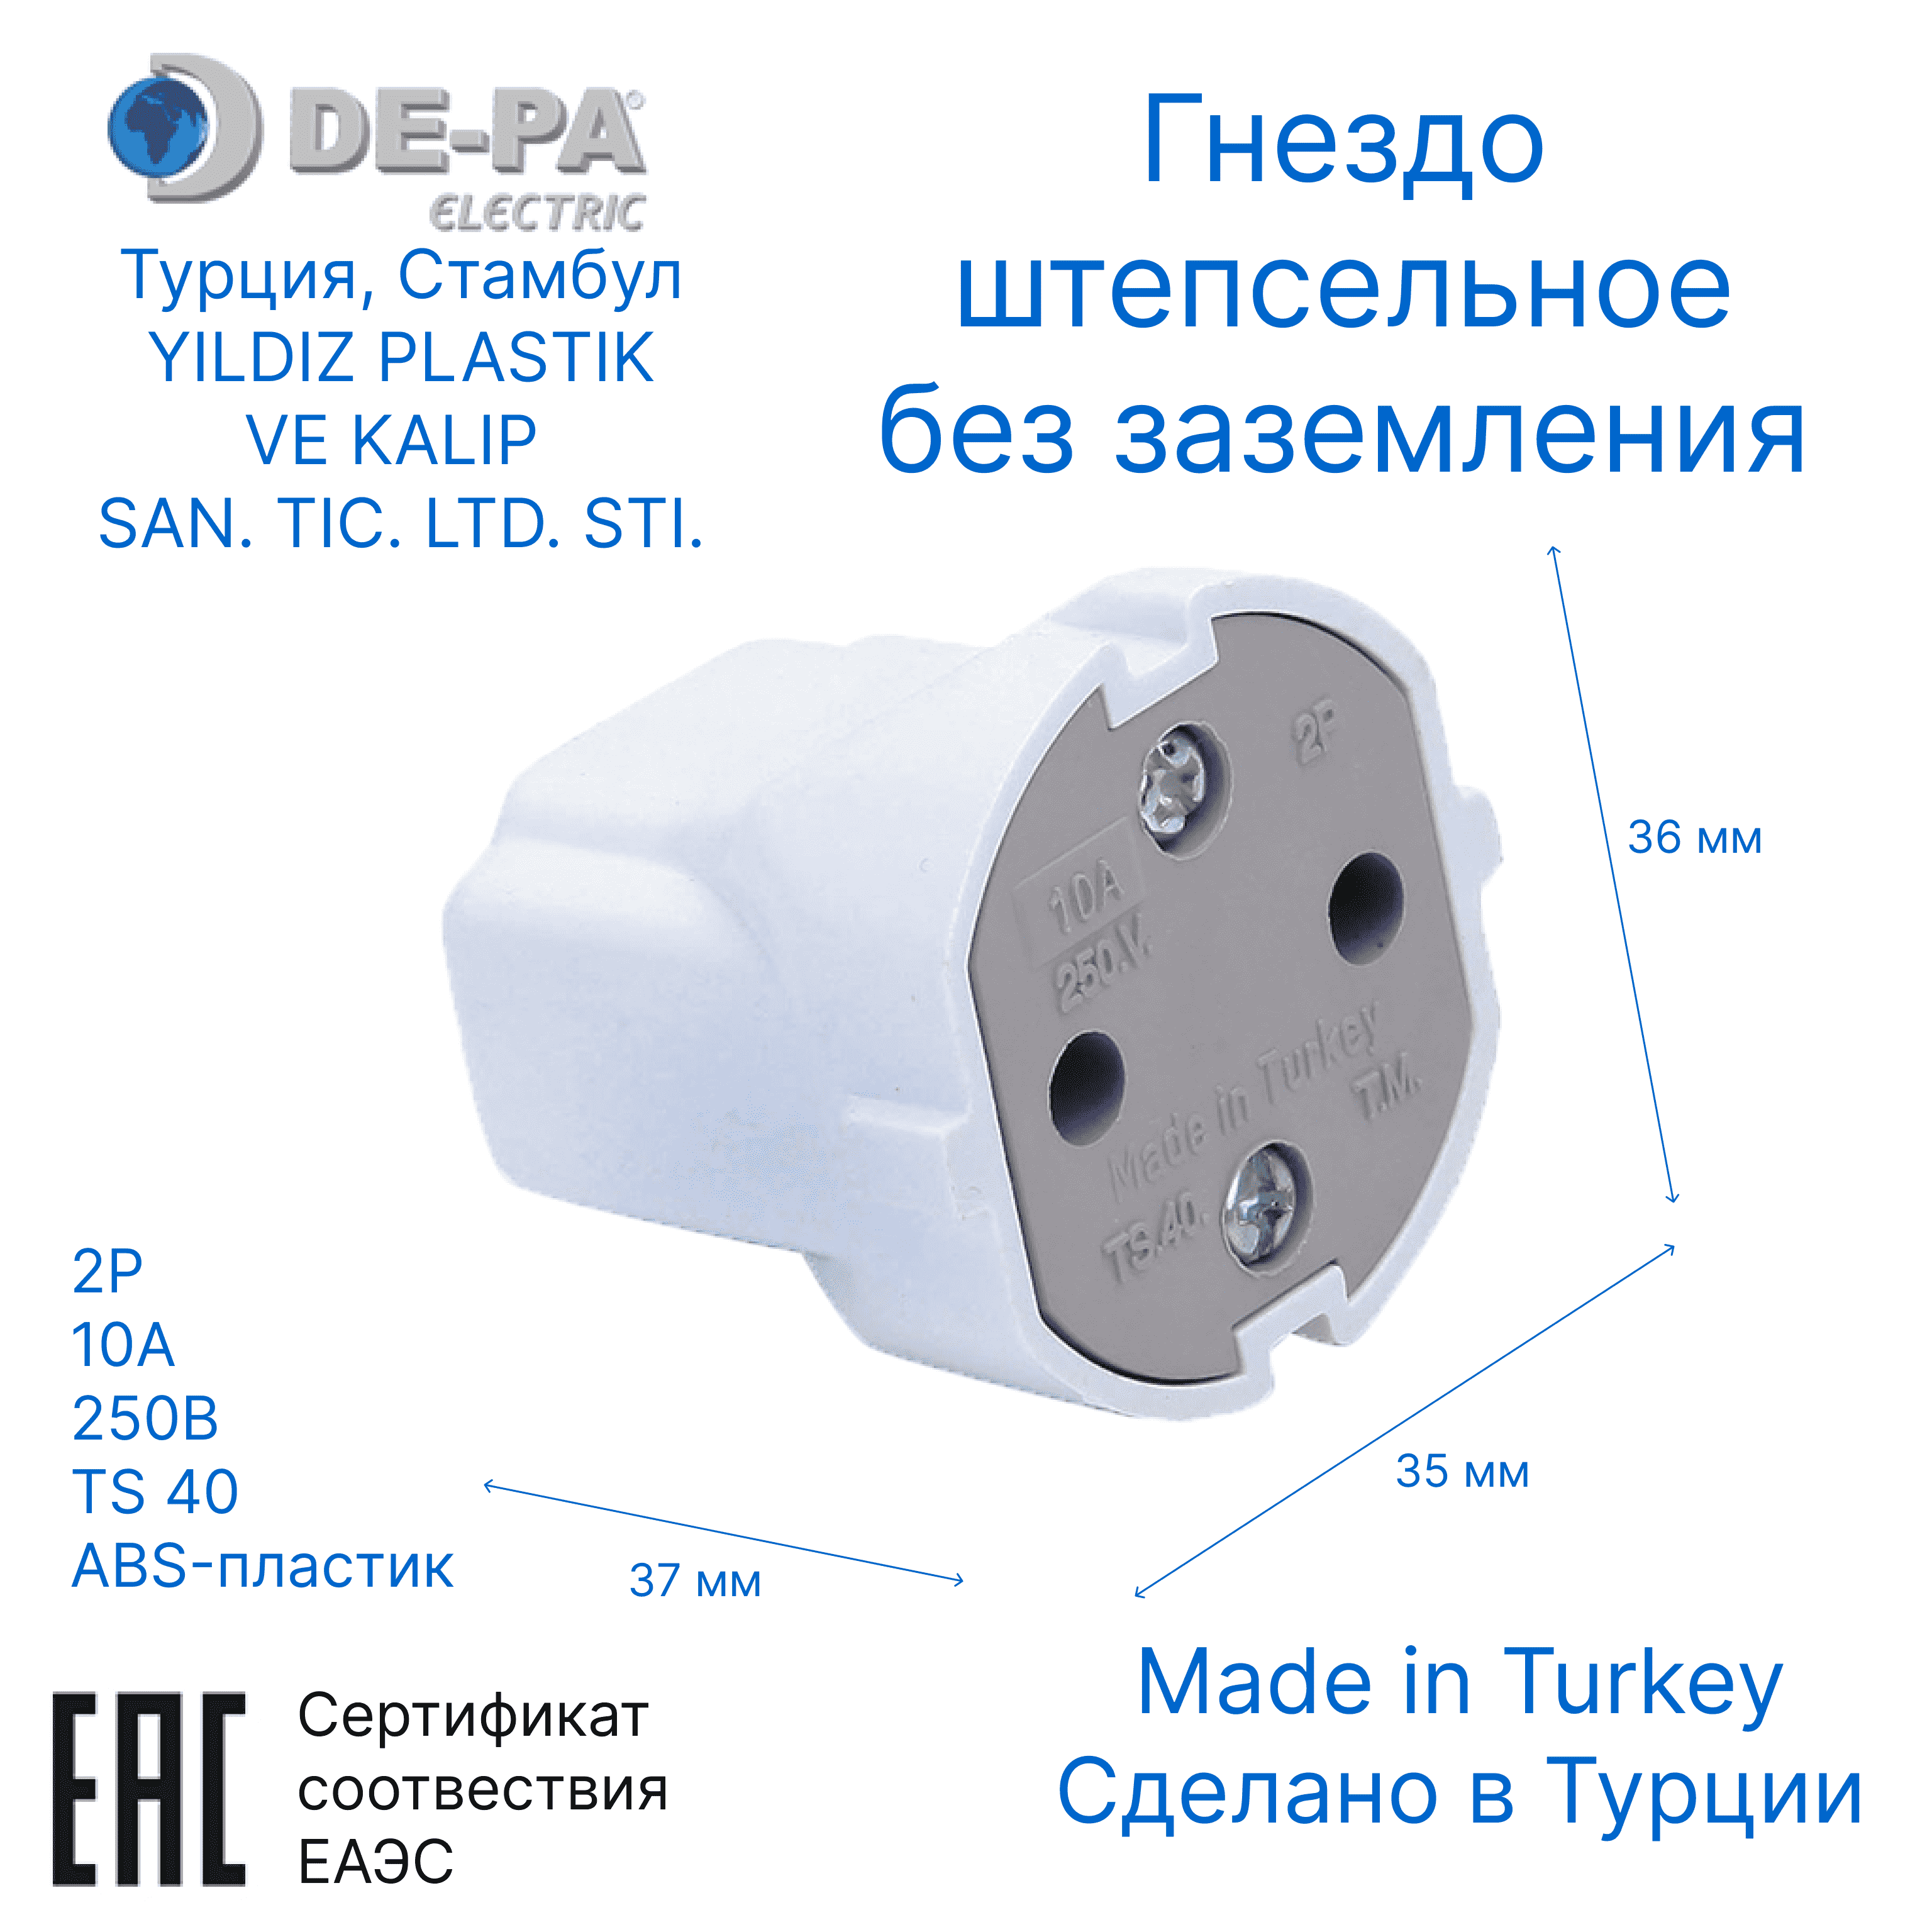 DE-PA®
ELECTRIC
Турция, Стамбул
YILDIZ PLASTIK
VE KALIP
SAN. TIC. LTD. STI.
Гнездо
штепсельное
без заземления
2P
10A
250.V.
Made in Turkey
T.M.
TS.40.
36 мм
35 мм
37 мм
2P
10A
250В
TS 40
ABS-пластик
EAC
Сертификат
соотвествия
ЕАЭС
Made in Turkey
Сделано в Турции